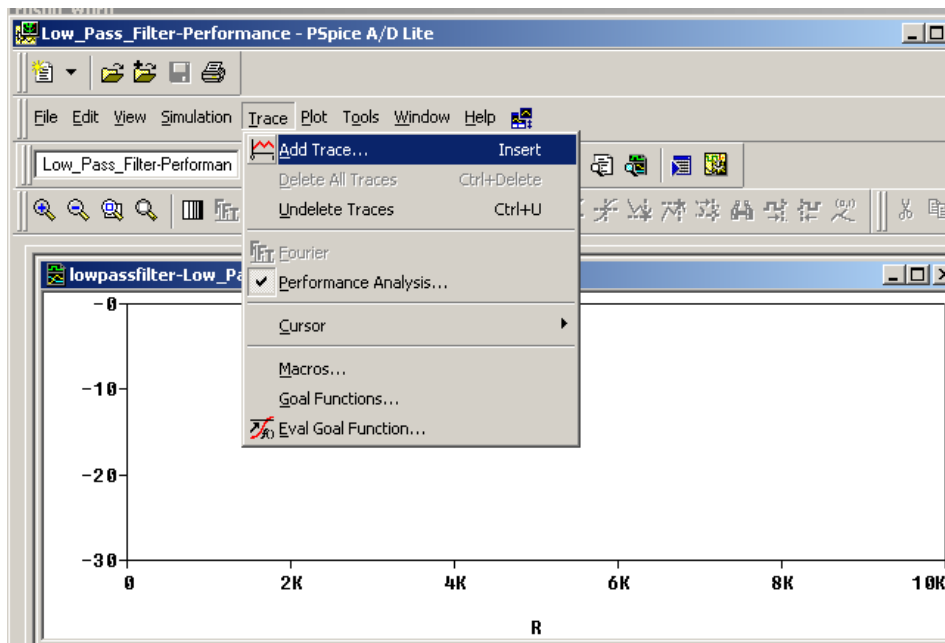 Low_Pass_Filter-Performance - PSpice A/D Lite
File Edit View Simulation Trace Plot Tools Window Help
Low_Pass_Filter-Performan
Add Trace... Insert
Delete All Traces Ctrl+Delete
Undelete Traces Ctrl+U
FFT Fourier
Performance Analysis...
Cursor
Macros...
Goal Functions...
Eval Goal Function...
FFT
lowpassfilter-Low_Pa
-0
-10
-20
-30
0 2K 4K 6K 8K 10K
R